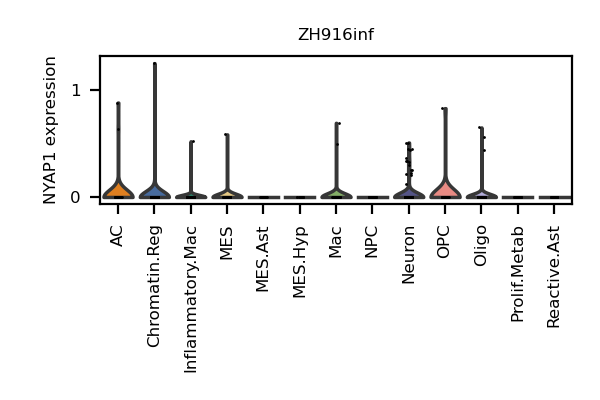 ZH916inf
NYAP1 expression
1
0
AC
Chromatin.Reg
Inflammatory.Mac
MES
MES.Ast
MES.Hyp
Mac
NPC
Neuron
OPC
Oligo
Prolif.Metab
Reactive.Ast